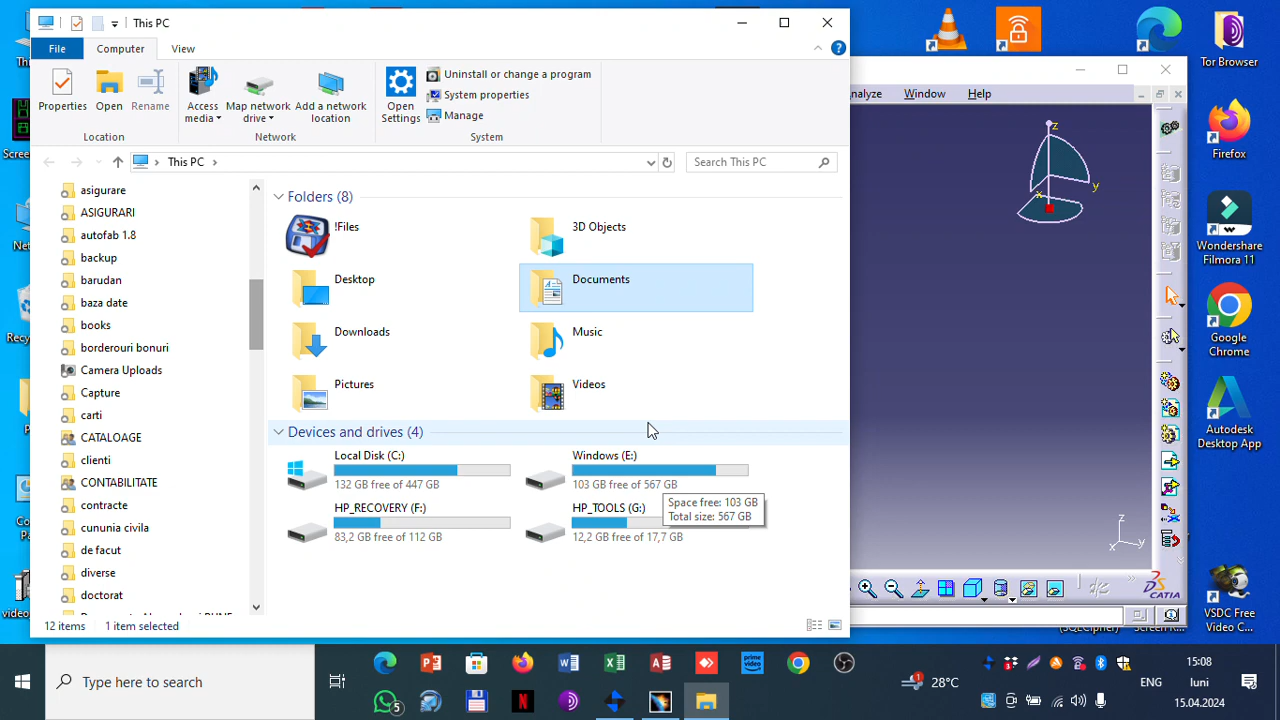 This PC
File
Computer
View
Properties
Open
Rename
Location
Access media
Map network drive
Add a network location
Network
Open Settings
Uninstall or change a program
System properties
Manage
System
This PC
Search This PC
asigurare
ASIGURARI
autofab 1.8
backup
barudan
baza date
books
borderouri bonuri
Camera Uploads
Capture
carti
CATALOAGE
clienti
CONTABILITATE
contracte
cununia civila
de facut
diverse
doctorat
Folders (8)
!Files
3D Objects
Desktop
Documents
Downloads
Music
Pictures
Videos
Devices and drives (4)
Local Disk (C:)
132 GB free of 447 GB
Windows (E:)
103 GB free of 567 GB
Space free: 103 GB
Total size: 567 GB
HP_RECOVERY (F:)
83,2 GB free of 112 GB
HP_TOOLS (G:)
12,2 GB free of 17,7 GB
12 items
1 item selected
Window
Help
z
y
x
z
x
y
CATIA
Tor Browser
Firefox
Wondershare
Filmora 11
Google
Chrome
Autodesk
Desktop App
VSDC Free
Video C...
Type here to search
5
28°C
ENG
15:08
luni
15.04.2024